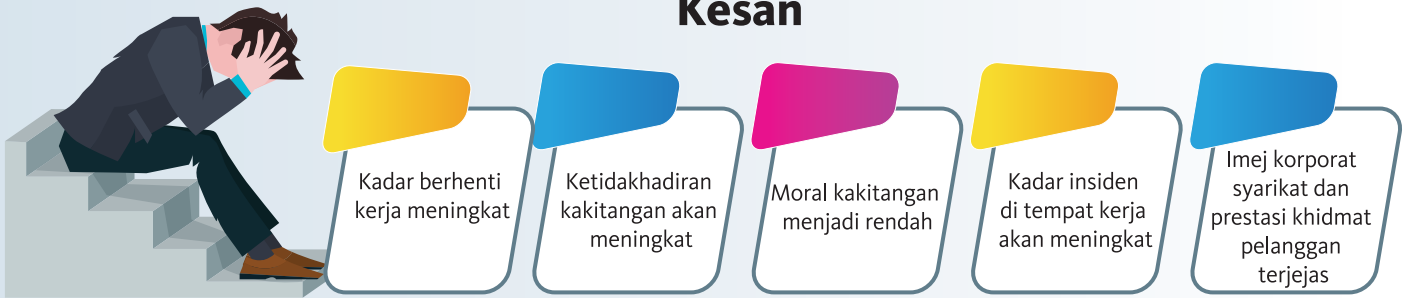 Kesan
Kadar berhenti
kerja meningkat
Ketidakhadiran
kakitangan akan
meningkat
Moral kakitangan
menjadi rendah
Kadar insiden
di tempat kerja
akan meningkat
Imej korporat
syarikat dan
prestasi khidmat
pelanggan
terjejas